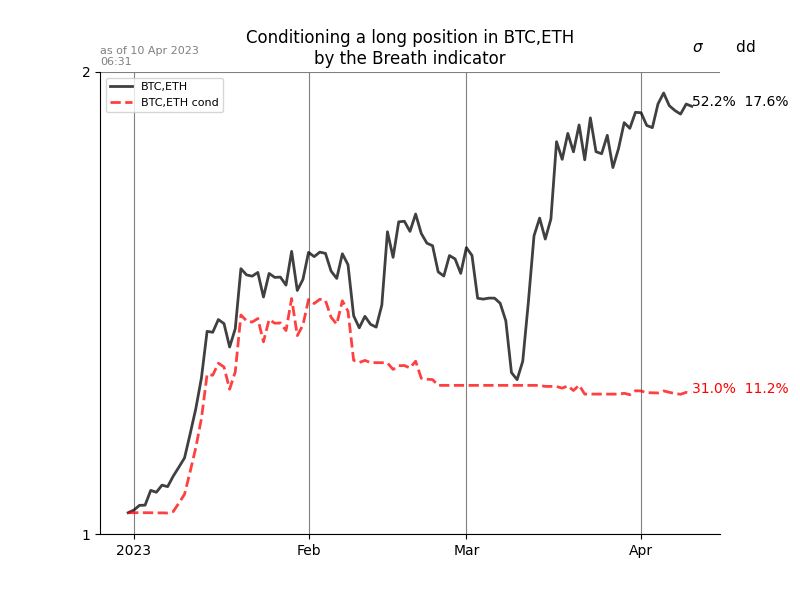 Conditioning a long position in BTC,ETH
by the Breath indicator
as of 10 Apr 2023
06:31
σ dd
2
BTC,ETH
BTC,ETH cond
52.2% 17.6%
31.0% 11.2%
1
2023 Feb Mar Apr